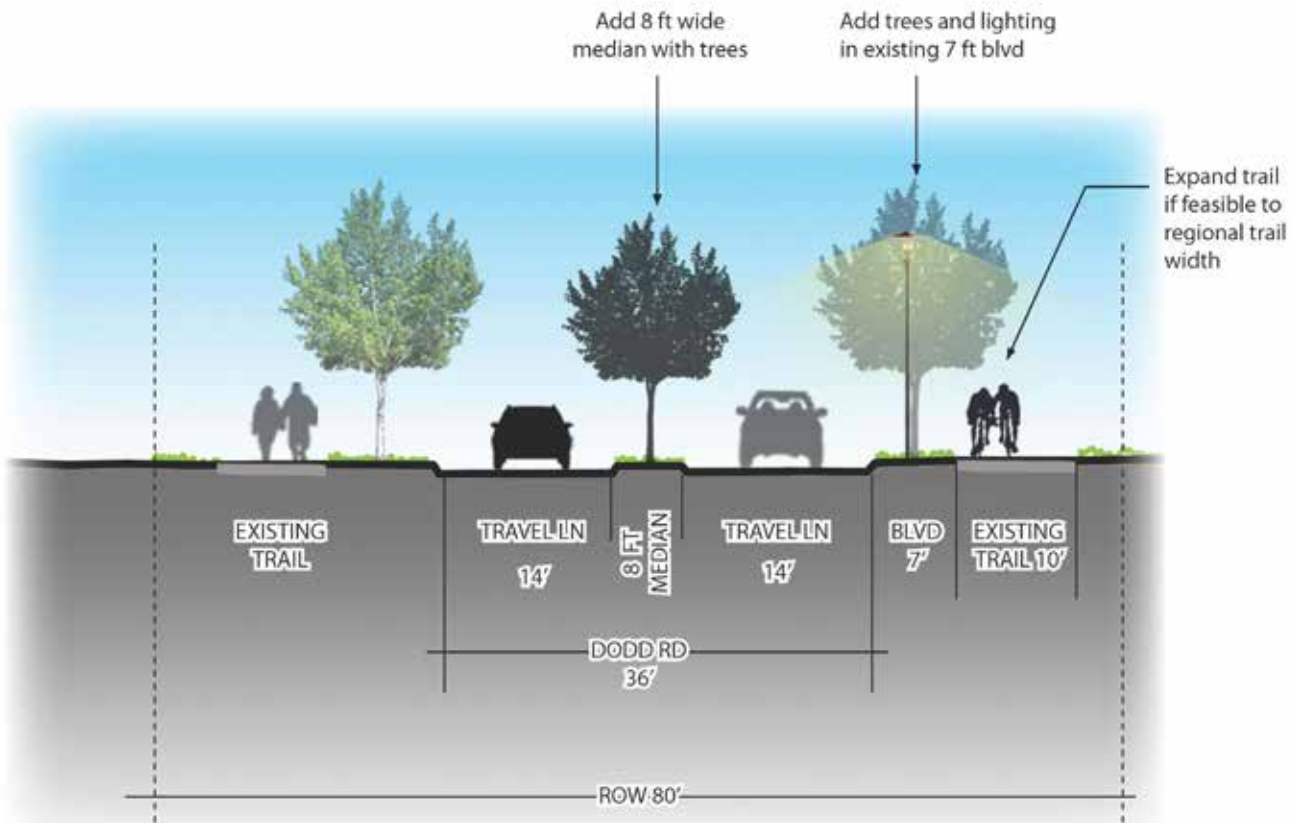 Add 8 ft wide
median with trees
Add trees and lighting
in existing 7 ft blvd
Expand trail
if feasible to
regional trail
width
EXISTING
TRAIL
TRAVEL LN
14'
8 FT
MEDIAN
TRAVEL LN
14'
BLVD
7'
EXISTING
TRAIL 10'
DODD RD
36'
ROW 80'